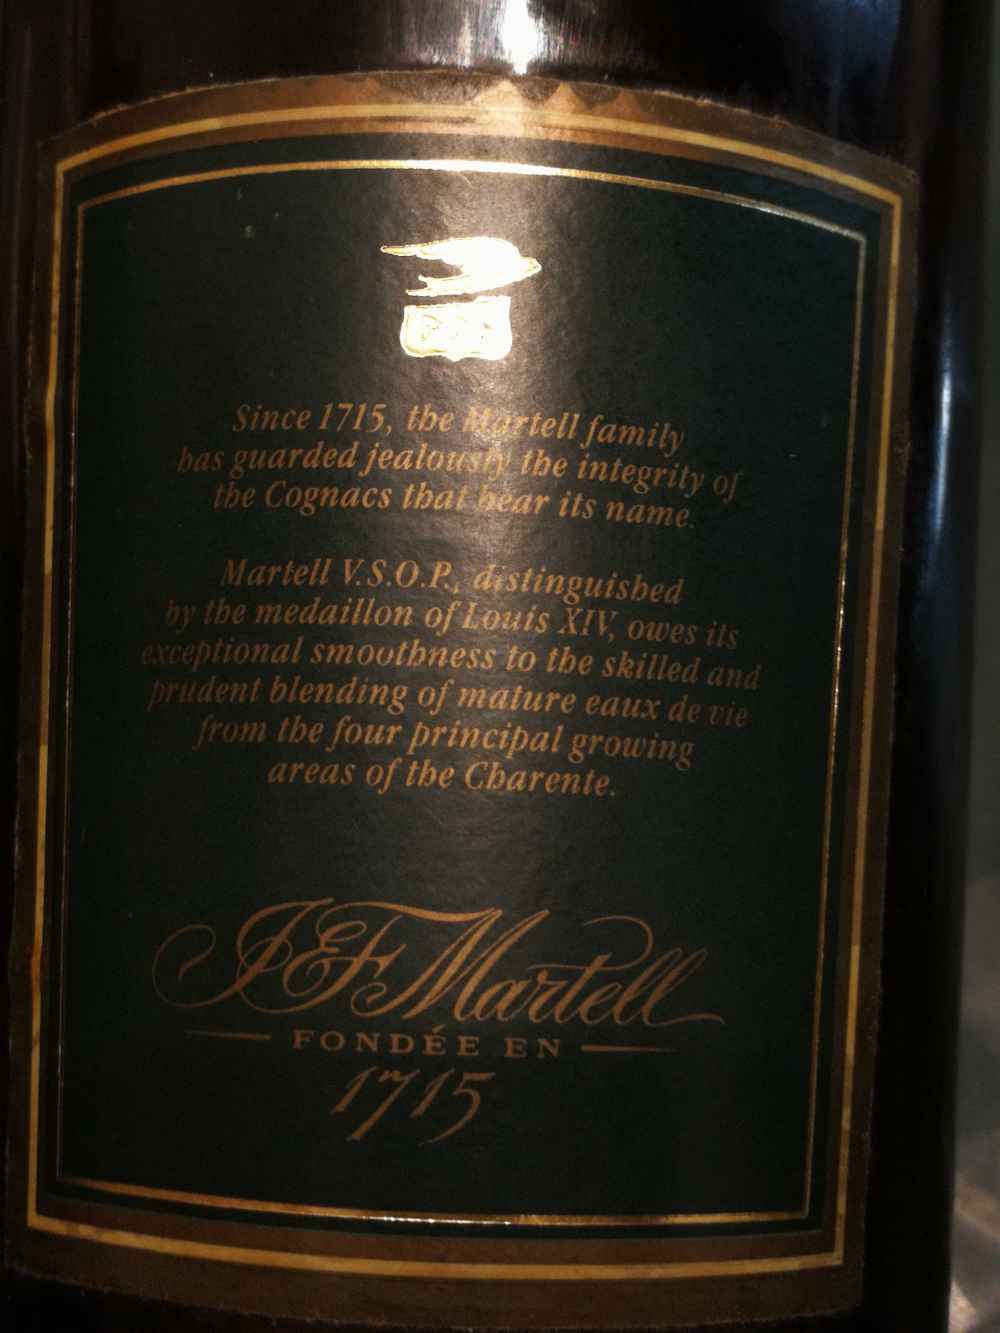 Since 1715, the Martell family
has guarded jealously the integrity of
the Cognacs that bear its name.
Martell V.S.O.P., distinguished
by the medaillon of Louis XIV, owes its
exceptional smoothness to the skilled and
prudent blending of mature eaux de vie
from the four principal growing
areas of the Charente.
J&F Martell
FONDÉE EN
1715